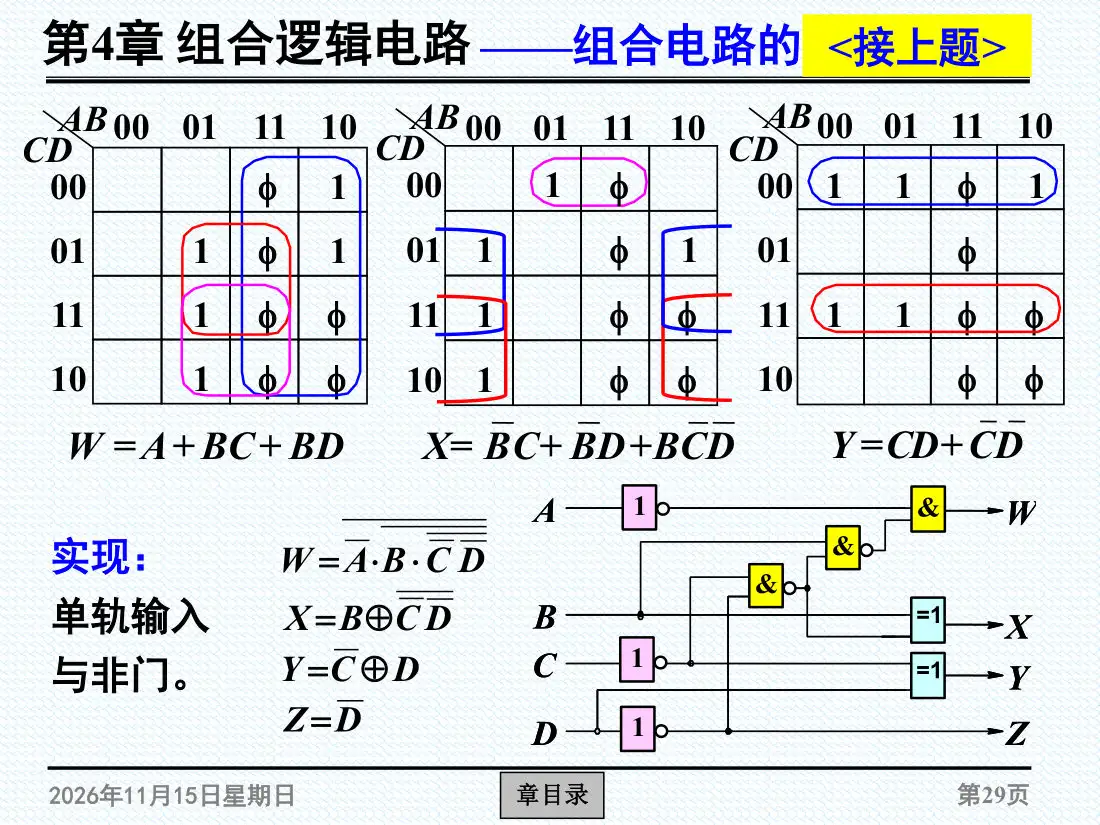 第4章 组合逻辑电路 ——组合电路的 <接上题>
AB 00 01 11 10
CD
00 ϕ 1
01 1 ϕ 1
11 1 ϕ ϕ
10 1 ϕ ϕ
AB 00 01 11 10
CD
00 1 ϕ
01 1 ϕ 1
11 1 ϕ ϕ
10 1 ϕ ϕ
AB 00 01 11 10
CD
00 1 1 ϕ 1
01 ϕ
11 1 1 ϕ ϕ
10 ϕ ϕ
W = A + BC + BD
X= B̅C+ B̅D+BC̅D̅
Y =CD+ C̅D̅
实现：
单轨输入
与非门。
W = \overline{\overline{A}·\overline{B·\overline{\overline{C} \overline{D}}}}
X=B⊕\overline{\overline{C} \overline{D}}
Y =C̅ ⊕ D
Z= D̅
A 1 & W
&
&
B =1 X
C 1 =1 Y
D 1 Z
2026年11月15日星期日
章目录
第29页